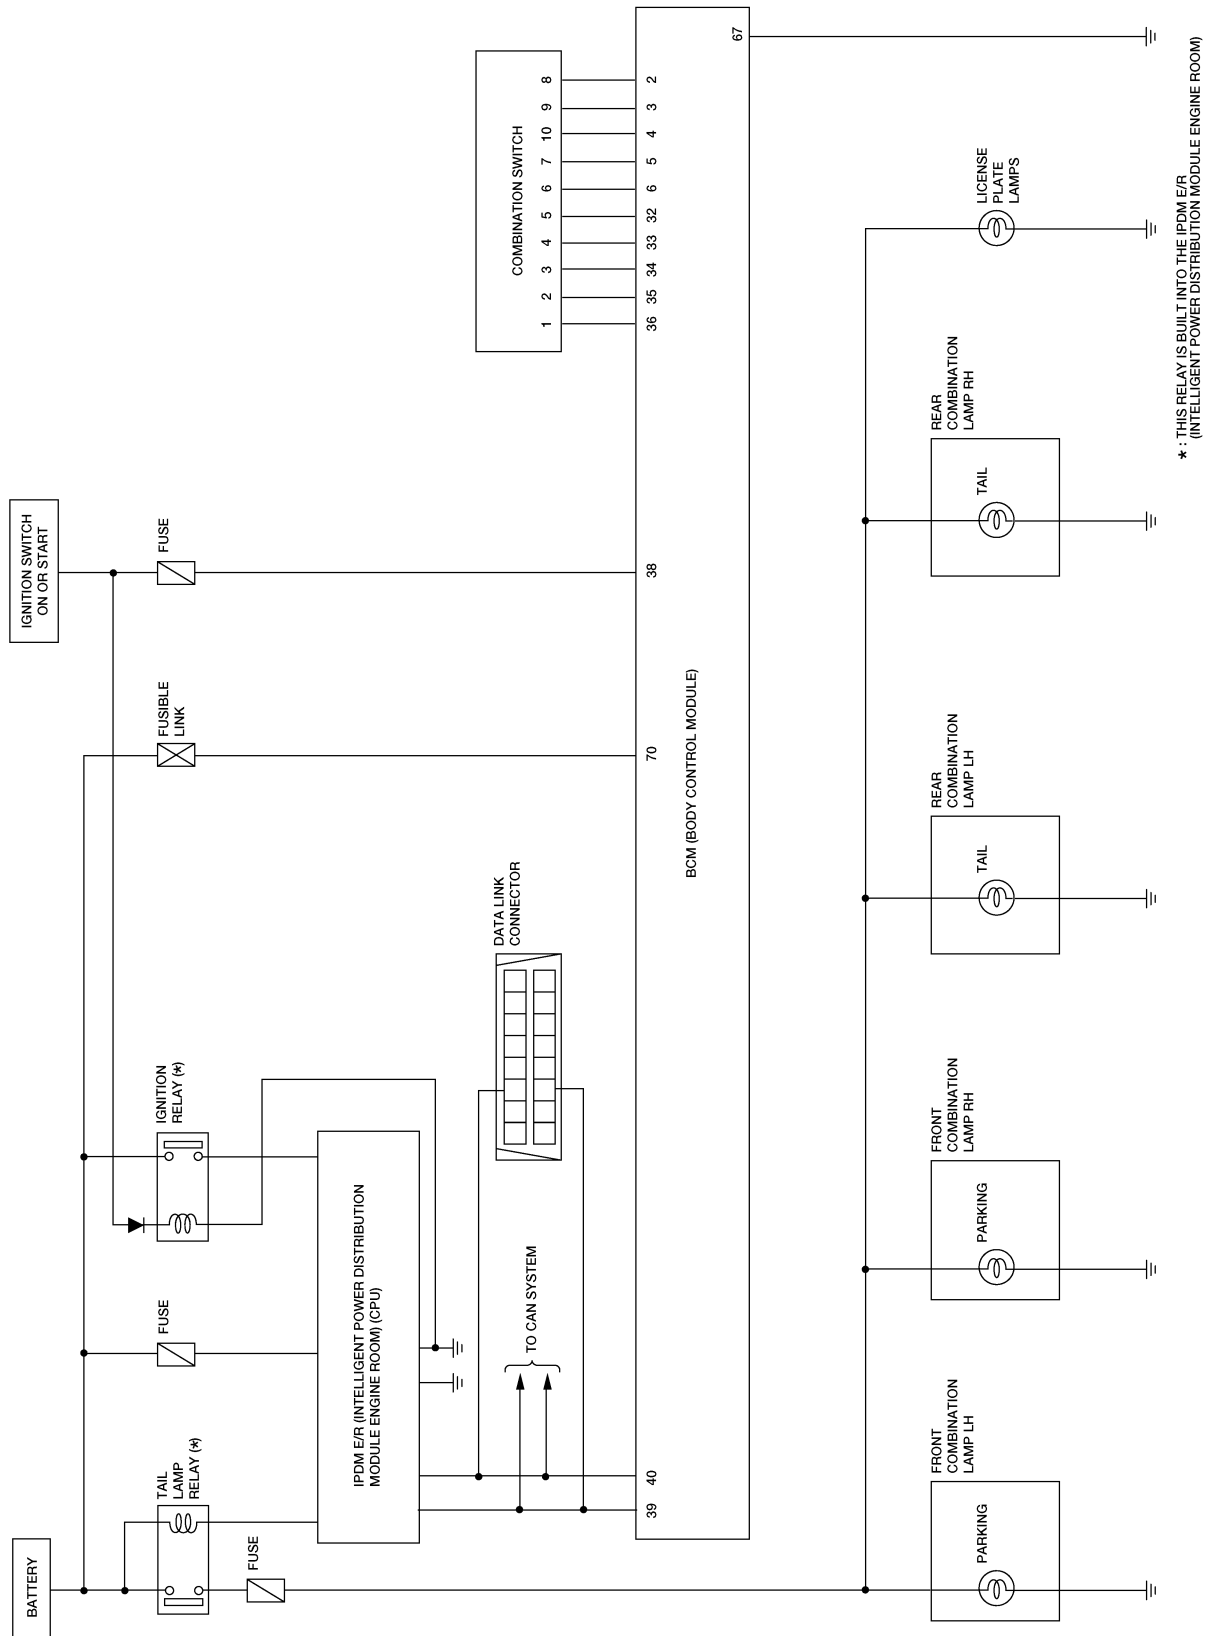 BATTERY
IGNITION SWITCH
ON OR START
TAIL
LAMP
RELAY (*)
FUSE
FUSE
IGNITION
RELAY (*)
FUSIBLE
LINK
FUSE
IPDM E/R (INTELLIGENT POWER DISTRIBUTION
MODULE ENGINE ROOM) (CPU)
TO CAN SYSTEM
DATA LINK
CONNECTOR
COMBINATION SWITCH
1
2
3
4
5
6
7
10
9
8
39
40
70
38
36
35
34
33
32
6
5
4
3
2
67
BCM (BODY CONTROL MODULE)
FRONT
COMBINATION
LAMP LH
PARKING
FRONT
COMBINATION
LAMP RH
PARKING
REAR
COMBINATION
LAMP LH
TAIL
REAR
COMBINATION
LAMP RH
TAIL
LICENSE
PLATE
LAMPS
* : THIS RELAY IS BUILT INTO THE IPDM E/R
(INTELLIGENT POWER DISTRIBUTION MODULE ENGINE ROOM)